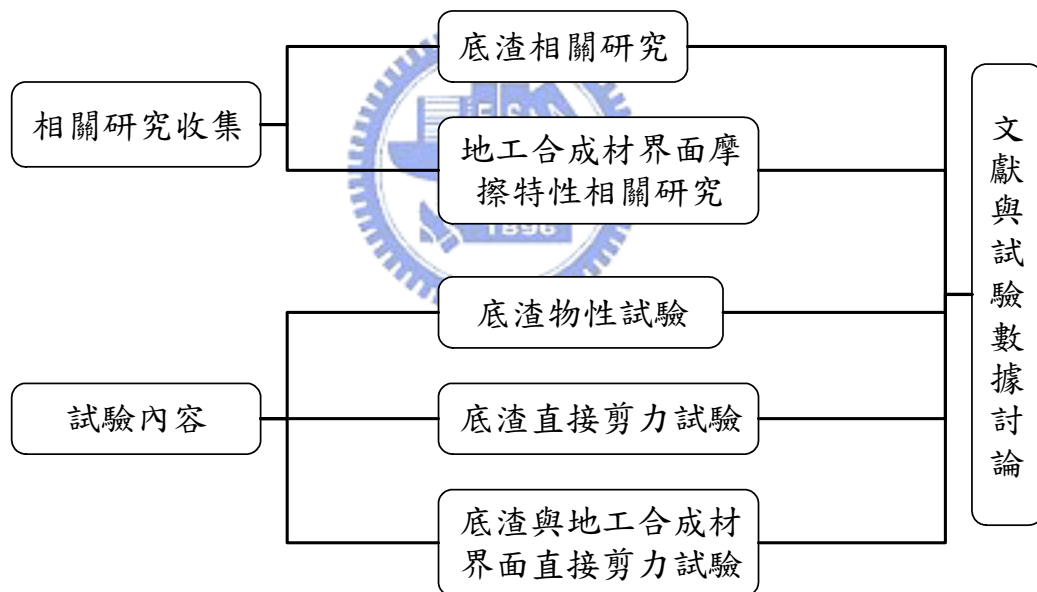 底渣相關研究
相關研究收集
地工合成材界面摩
擦特性相關研究
1896
底渣物性試驗
試驗內容
底渣直接剪力試驗
底渣與地工合成材
界面直接剪力試驗
文獻與試驗數據討論